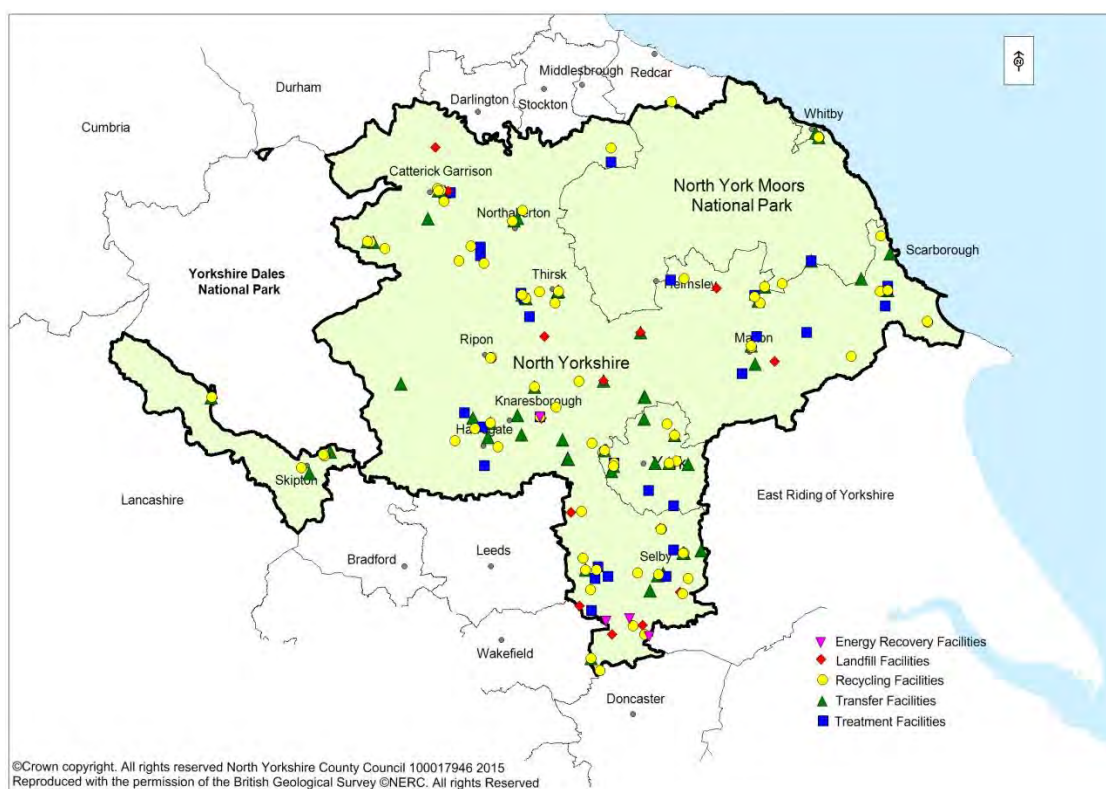 N
Redcar
Middlesbrough
Durham
Darlington
Stockton
Whitby
Cumbria
Catterick Garrison
North York Moors
National Park
Northallerton
Scarborough
Yorkshire Dales
National Park
Thirsk
Helmsley
Ripon
Malton
North Yorkshire
Knaresborough
Harrogate
York
Skipton
Lancashire
East Riding of Yorkshire
Bradford
Leeds
Selby
Wakefield
Energy Recovery Facilities
Landfill Facilities
Recycling Facilities
Doncaster
Transfer Facilities
Treatment Facilities
©Crown copyright. All rights reserved North Yorkshire County Council 100017946 2015
Reproduced with the permission of the British Geological Survey ©NERC. All rights Reserved